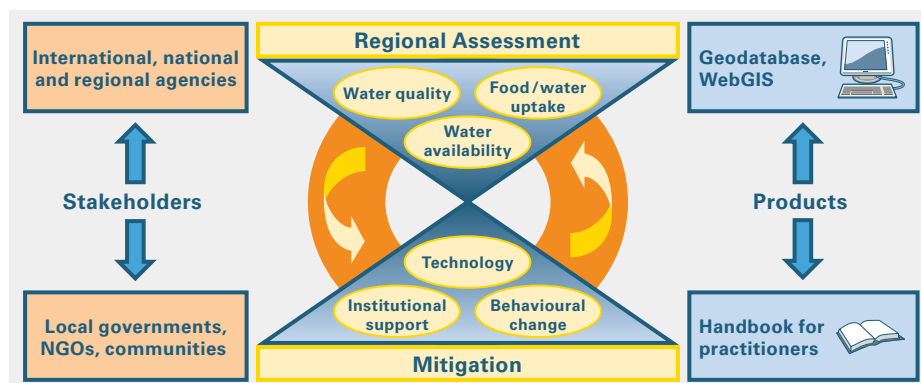 International, national
and regional agencies
Stakeholders
Local governments,
NGOs, communities
Regional Assessment
Water quality
Food/water
uptake
Water
availability
Technology
Institutional
support
Behavioural
change
Mitigation
Geodatabase,
WebGIS
Products
Handbook for
practitioners